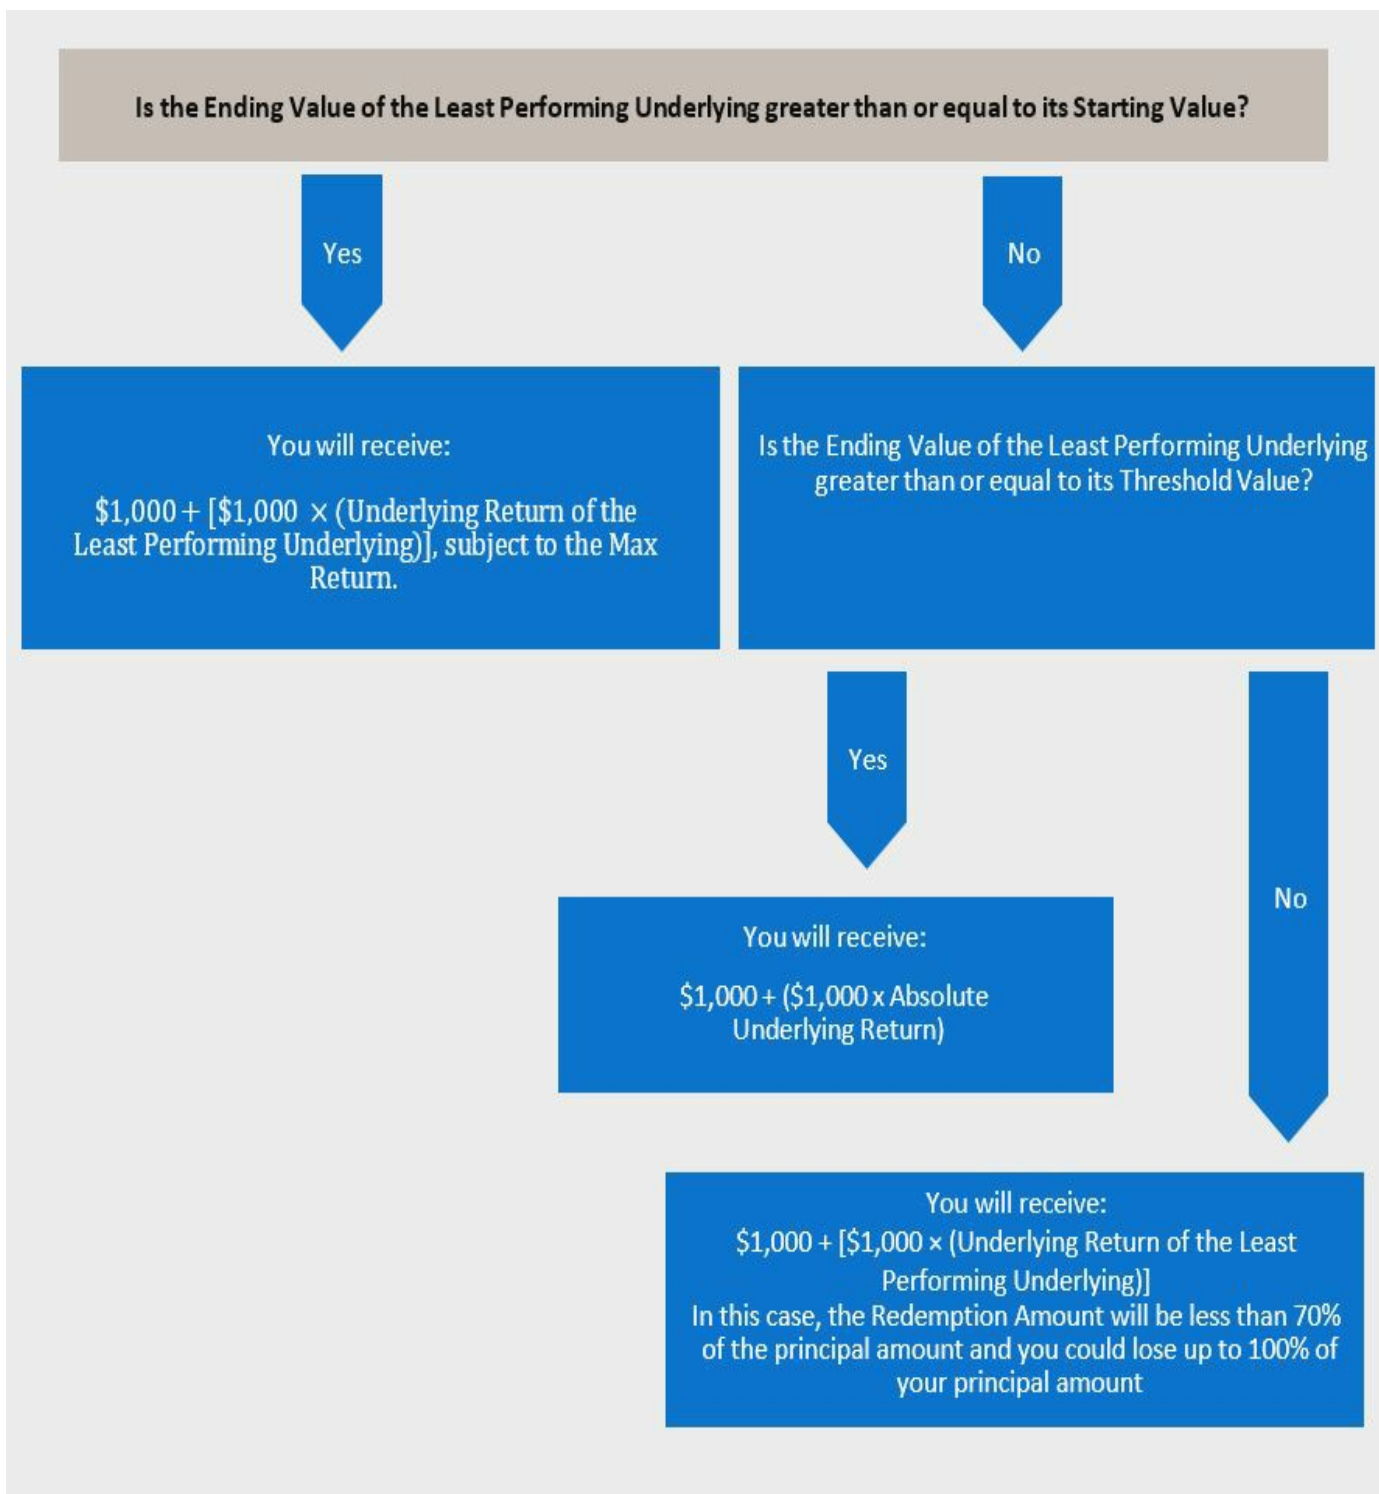 Is the Ending Value of the Least Performing Underlying greater than or equal to its Starting Value?
Yes
No
You will receive:
$1,000 + [$1,000 × (Underlying Return of the
Least Performing Underlying)], subject to the Max
Return.
Is the Ending Value of the Least Performing Underlying
greater than or equal to its Threshold Value?
Yes
No
You will receive:
$1,000 + ($1,000 x Absolute
Underlying Return)
You will receive:
$1,000 + [$1,000 × (Underlying Return of the Least
Performing Underlying)]
In this case, the Redemption Amount will be less than 70%
of the principal amount and you could lose up to 100% of
your principal amount